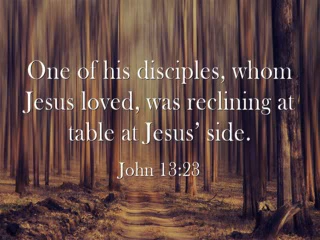 One of his disciples, whom
Jesus loved, was reclining at
table at Jesus’ side.
John 13:23